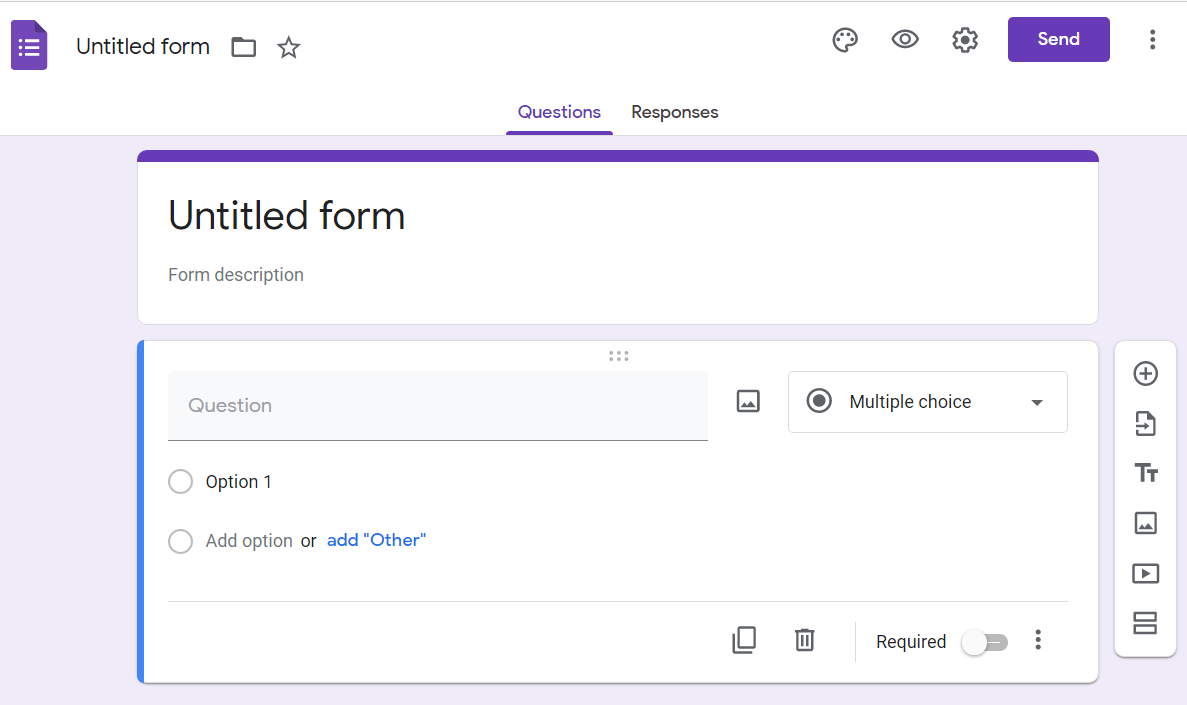 Untitled form
Send
Questions Responses
Untitled form
Form description
Question
Multiple choice
Option 1
Add option or add "Other"
Required